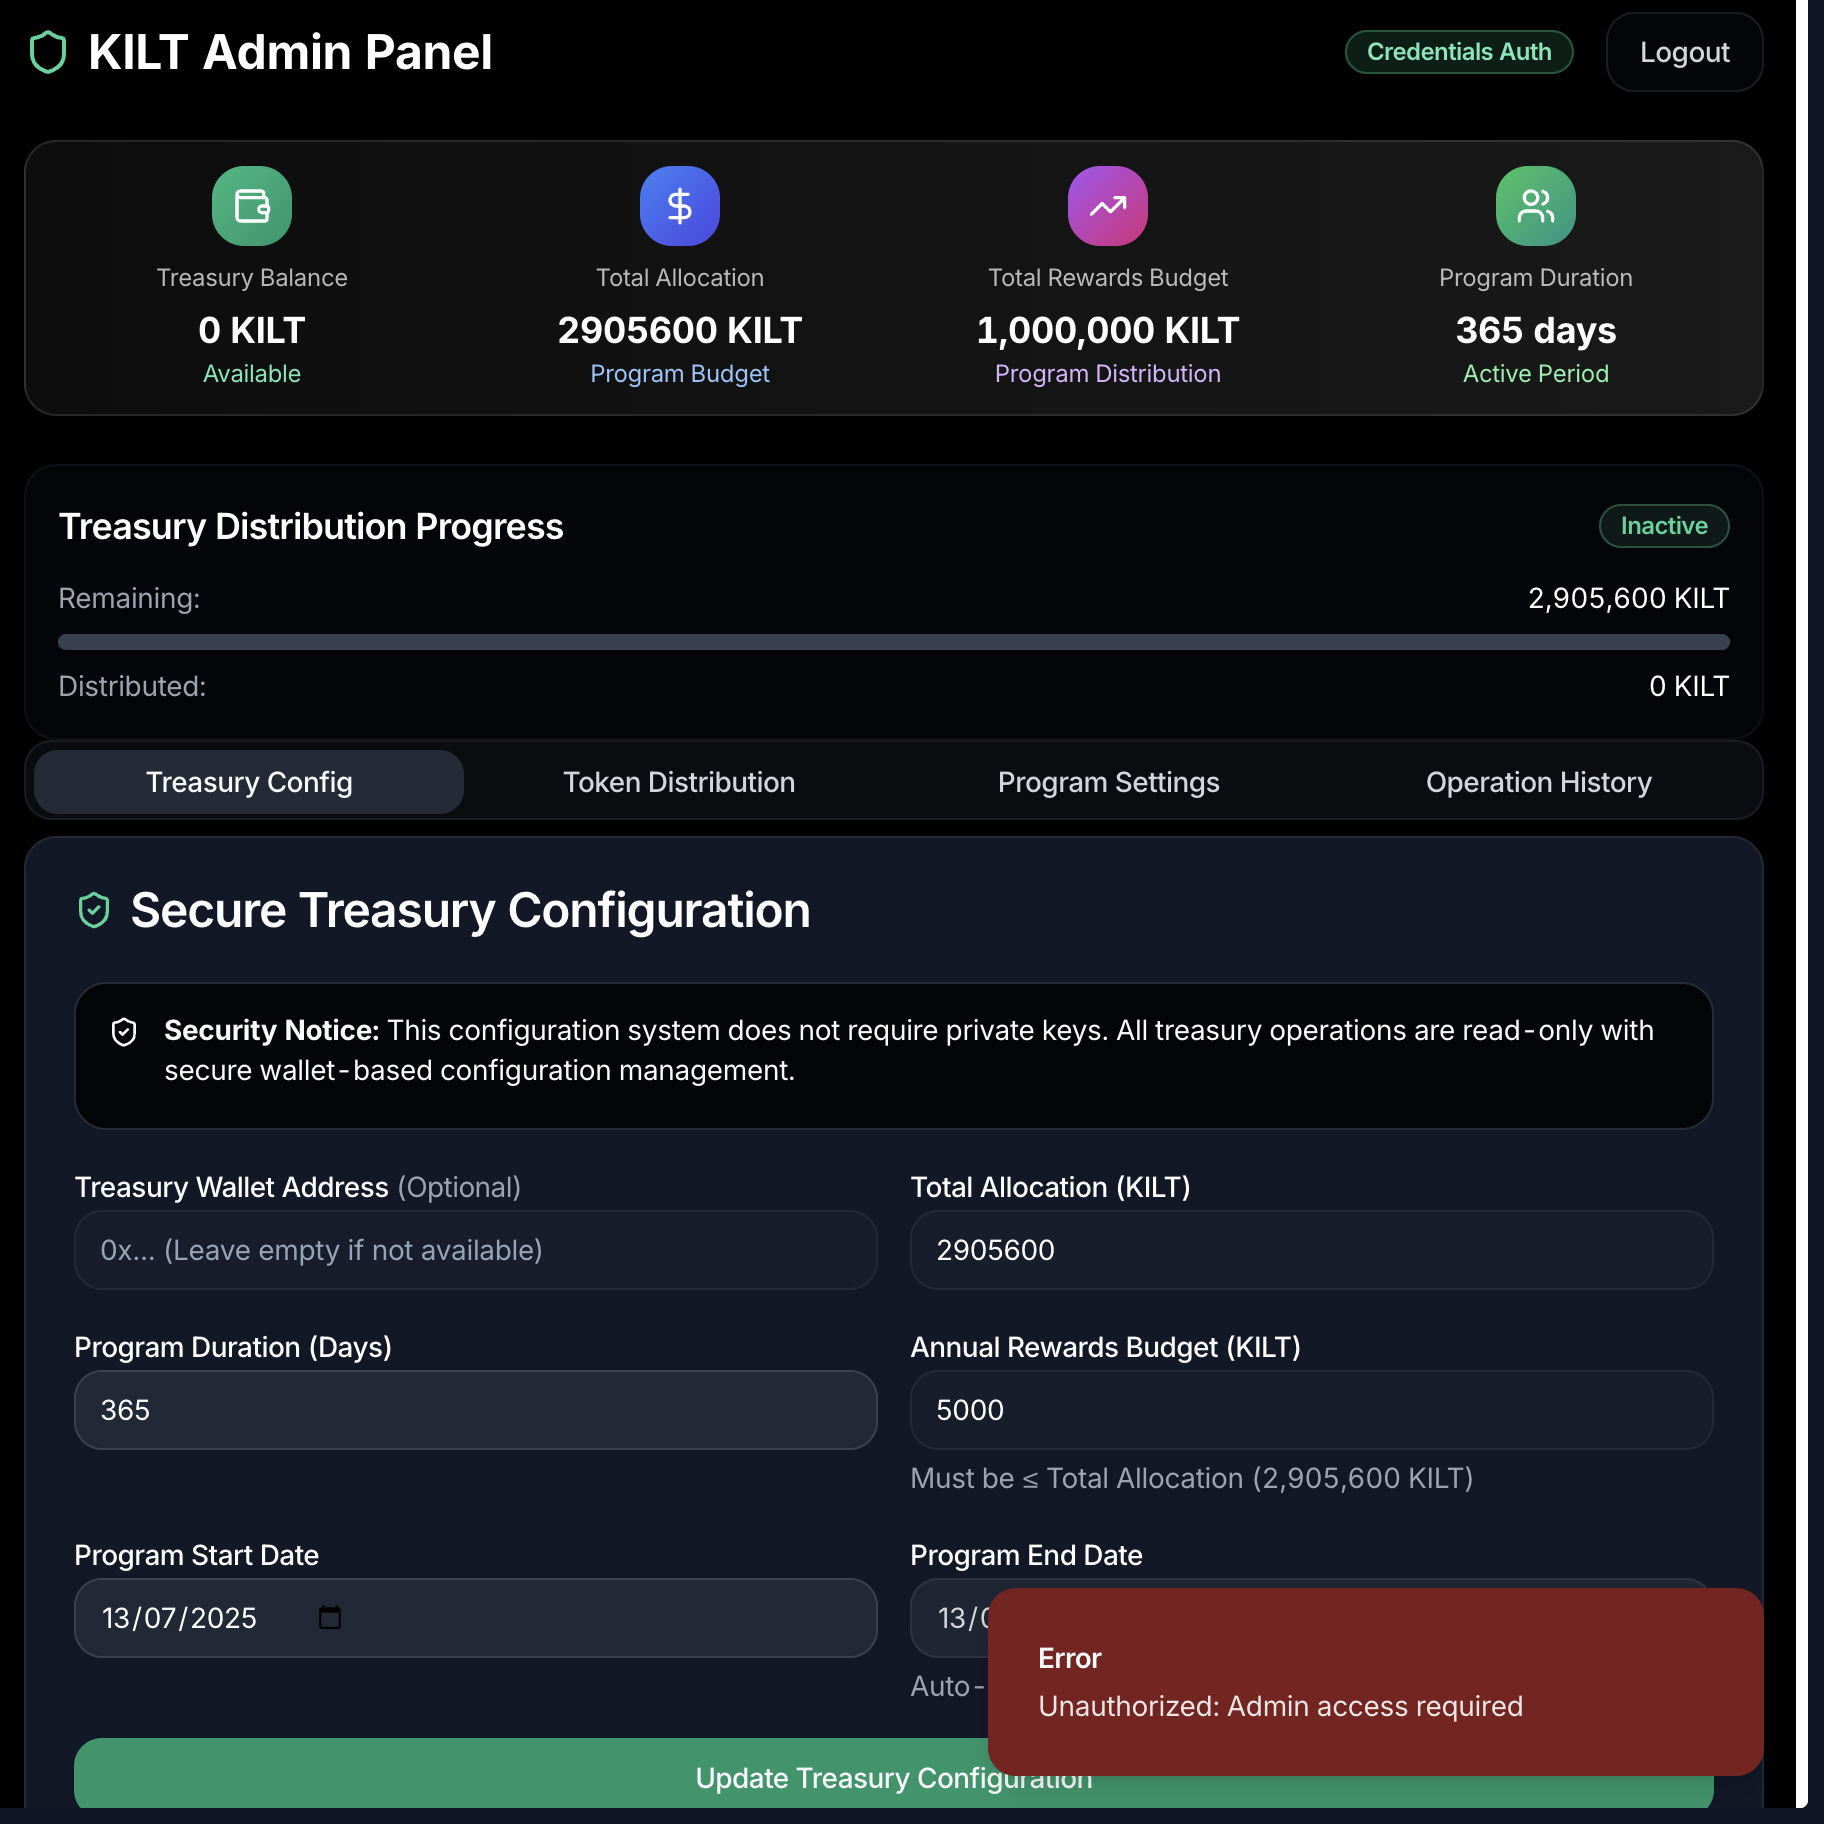 KILT Admin Panel
Credentials Auth
Logout
Treasury Balance
0 KILT
Available
Total Allocation
2905600 KILT
Program Budget
Total Rewards Budget
1,000,000 KILT
Program Distribution
Program Duration
365 days
Active Period
Treasury Distribution Progress
Inactive
Remaining:
2,905,600 KILT
Distributed:
0 KILT
Treasury Config
Token Distribution
Program Settings
Operation History
Secure Treasury Configuration
Security Notice: This configuration system does not require private keys. All treasury operations are read-only with
secure wallet-based configuration management.
Treasury Wallet Address (Optional)
0x... (Leave empty if not available)
Total Allocation (KILT)
2905600
Program Duration (Days)
365
Annual Rewards Budget (KILT)
5000
Must be ≤ Total Allocation (2,905,600 KILT)
Program Start Date
13/07/2025
Program End Date
13/0
Auto-
Error
Unauthorized: Admin access required
Update Treasury Configuration